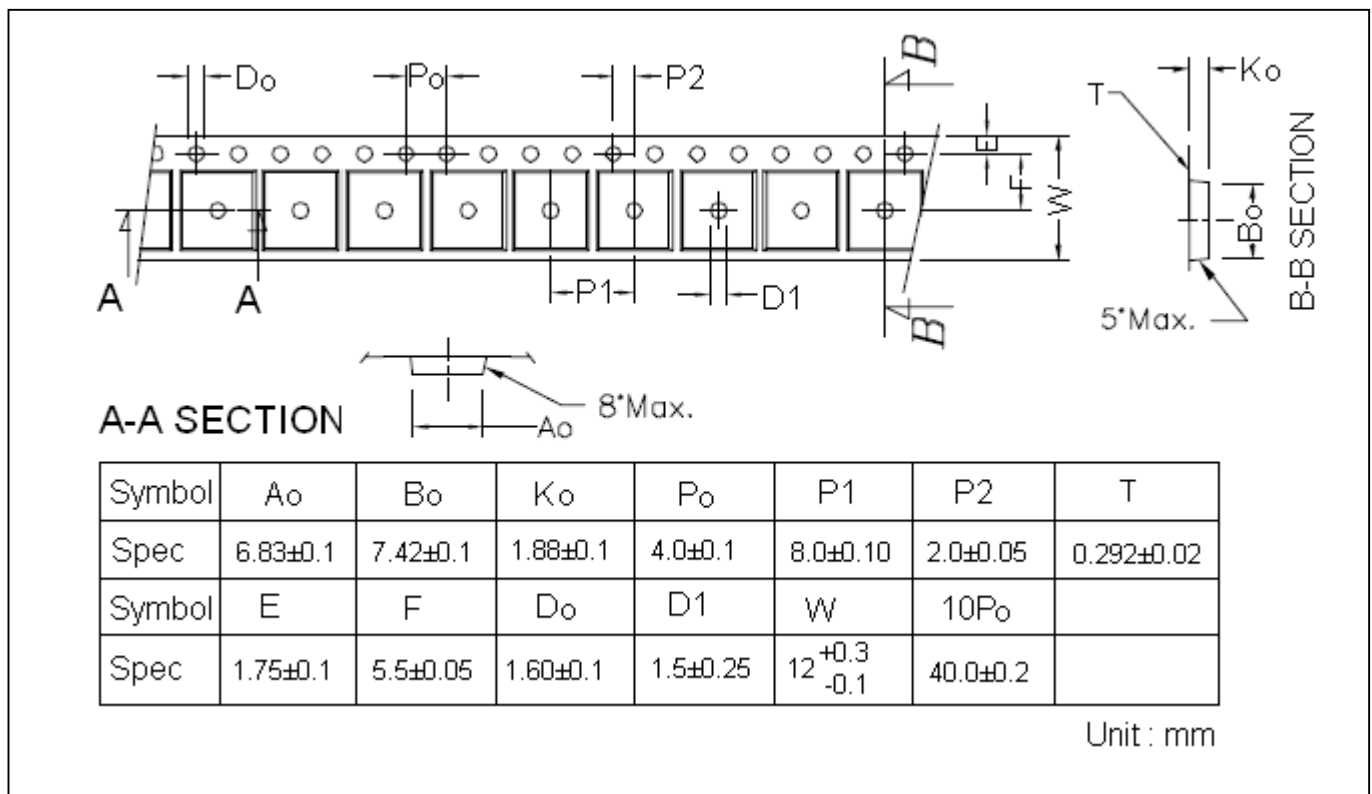 Do
Po
P2
B
T
Ko
E
F
W
Bo
B-B SECTION
A
A
P1
D1
B
5°Max.
8°Max.
A-A SECTION
Ao
Symbol Ao Bo Ko Po P1 P2 T
Spec 6.83±0.1 7.42±0.1 1.88±0.1 4.0±0.1 8.0±0.10 2.0±0.05 0.292±0.02
Symbol E F Do D1 W 10Po
Spec 1.75±0.1 5.5±0.05 1.60±0.1 1.5±0.25 12 +0.3 -0.1 40.0±0.2
Unit : mm